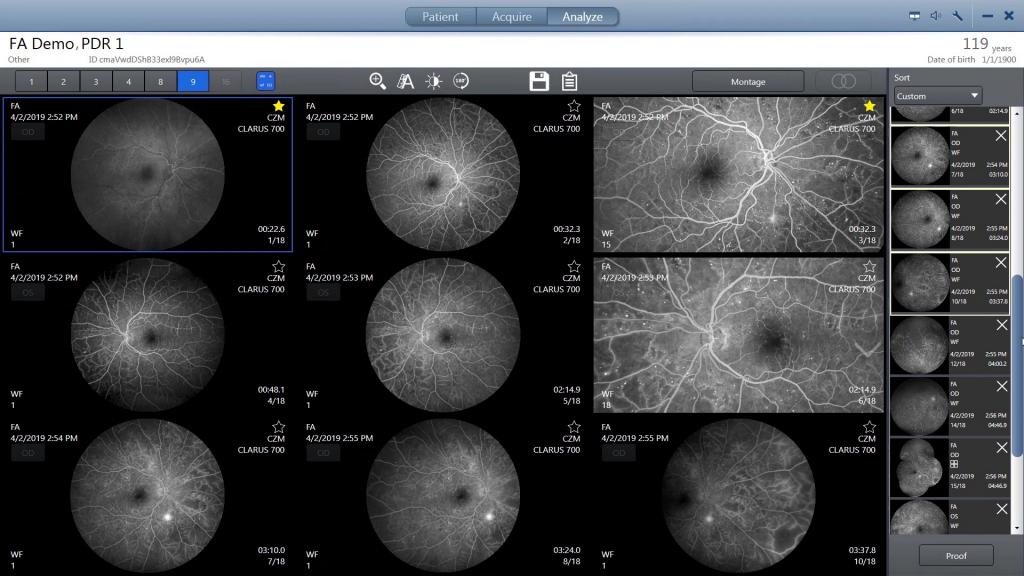 Patient Acquire Analyze
FA Demo, PDR 1
119 years
Other
Date of birth 1/1/1900
1 2 3 4 8 9 16
Montage
Sort
Custom
FA
4/2/2019 2:52 PM
OD
CZM
CLARUS 700
WF
1
00:22.6
1/18
FA
4/2/2019 2:52 PM
OD
CZM
CLARUS 700
WF
1
00:32.3
2/18
FA
4/2/2019 2:52 PM
CZM
CLARUS 700
WF
15
00:32.3
3/18
FA
4/2/2019 2:52 PM
OS
CZM
CLARUS 700
WF
1
00:48.1
4/18
FA
4/2/2019 2:53 PM
OS
CZM
CLARUS 700
WF
1
02:14.9
5/18
FA
4/2/2019 2:53 PM
CZM
CLARUS 700
WF
18
02:14.9
6/18
FA
4/2/2019 2:54 PM
OD
CZM
CLARUS 700
WF
1
03:10.0
7/18
FA
4/2/2019 2:55 PM
OD
CZM
CLARUS 700
WF
1
03:24.0
8/18
FA
4/2/2019 2:55 PM
OD
CZM
CLARUS 700
WF
1
03:37.8
10/18
6/18 02:14.9
FA
OD
WF
4/2/2019 2:54 PM
7/18 03:10.0
FA
OD
WF
4/2/2019 2:55 PM
8/18 03:24.0
FA
OD
WF
4/2/2019 2:55 PM
10/18 03:37.8
FA
OD
WF
4/2/2019 2:55 PM
12/18 04:00.2
FA
OD
WF
4/2/2019 2:56 PM
14/18 04:46.9
FA
OD
4/2/2019 2:56 PM
15/18 04:46.9
FA
OS
WF
Proof